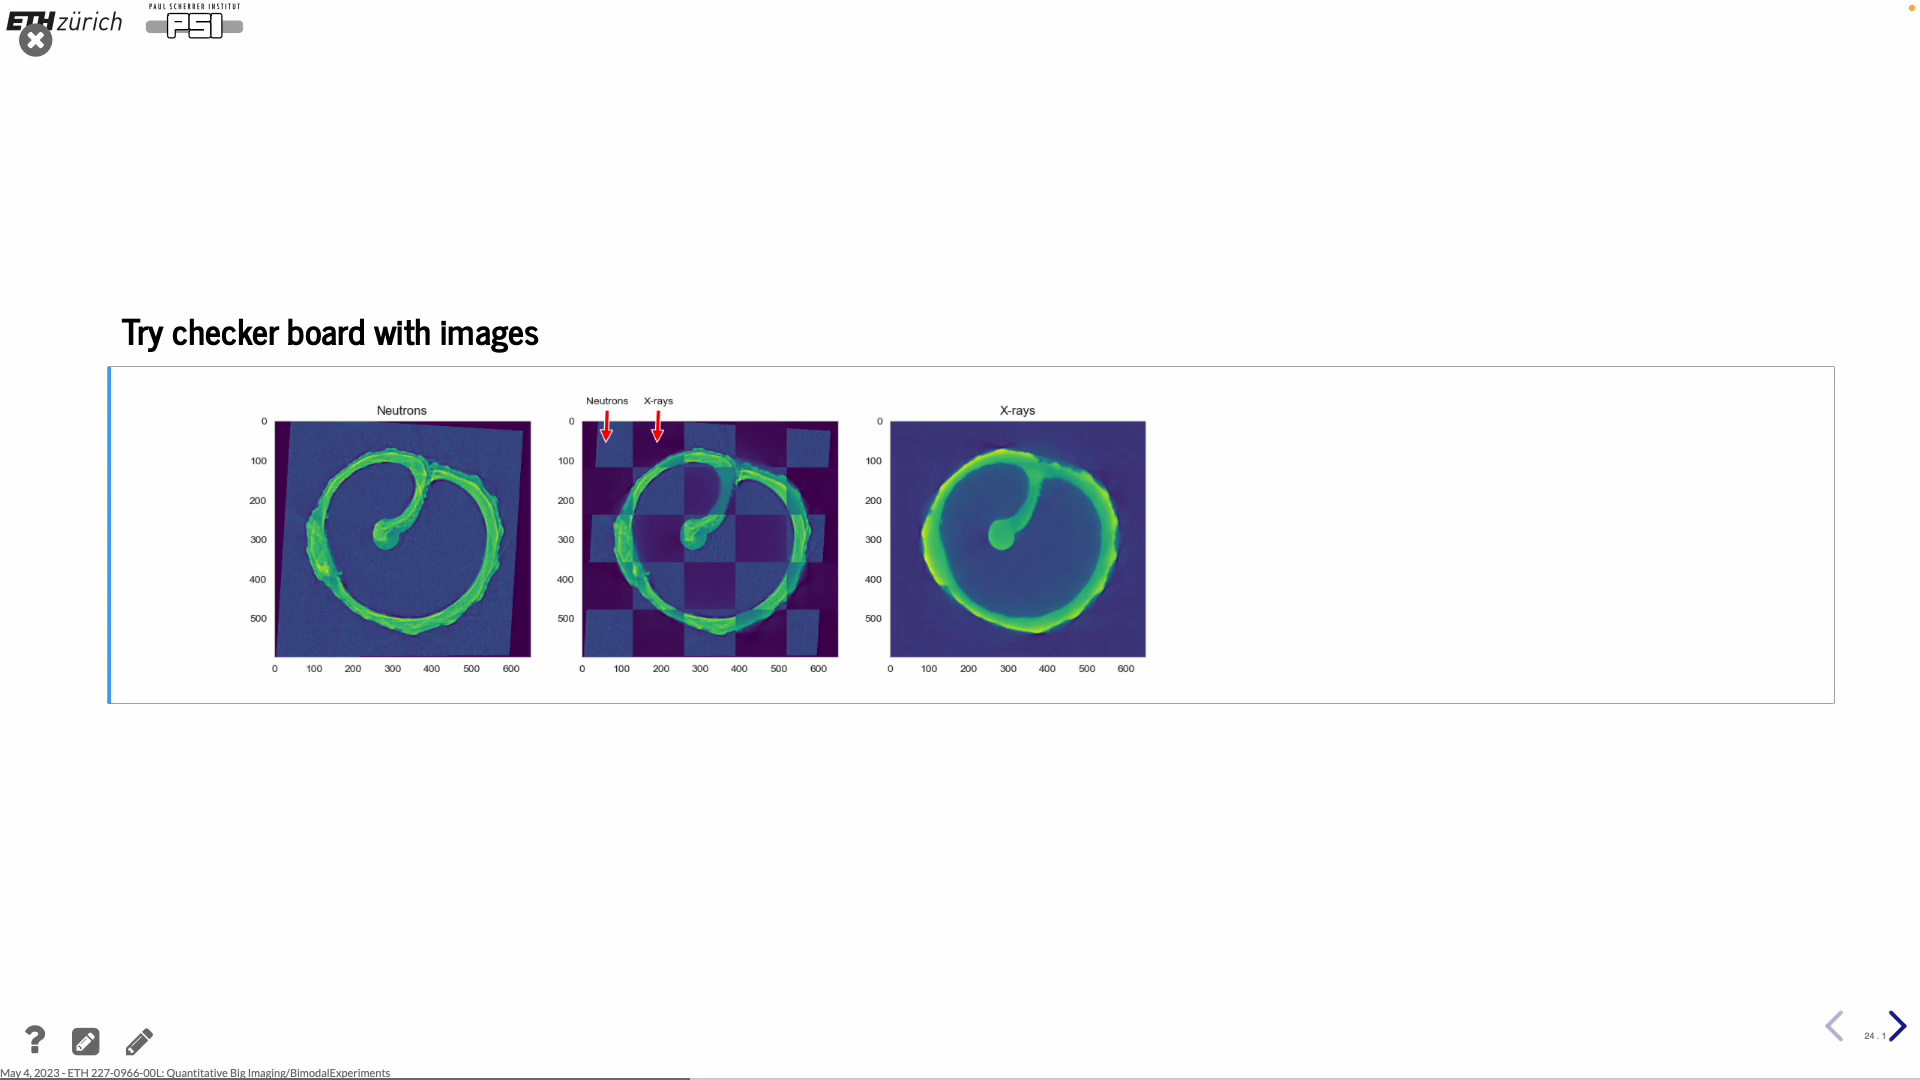 ETH zürich
PAUL SCHERRER INSTITUT
PSI
Try checker board with images
Neutrons
0
100
200
300
400
500
0 100 200 300 400 500 600
Neutrons X-rays
0
100
200
300
400
500
0 100 200 300 400 500 600
X-rays
0
100
200
300
400
500
0 100 200 300 400 500 600
?
24 . 1
May 4, 2023 - ETH 227-0966-00L: Quantitative Big Imaging/BimodalExperiments